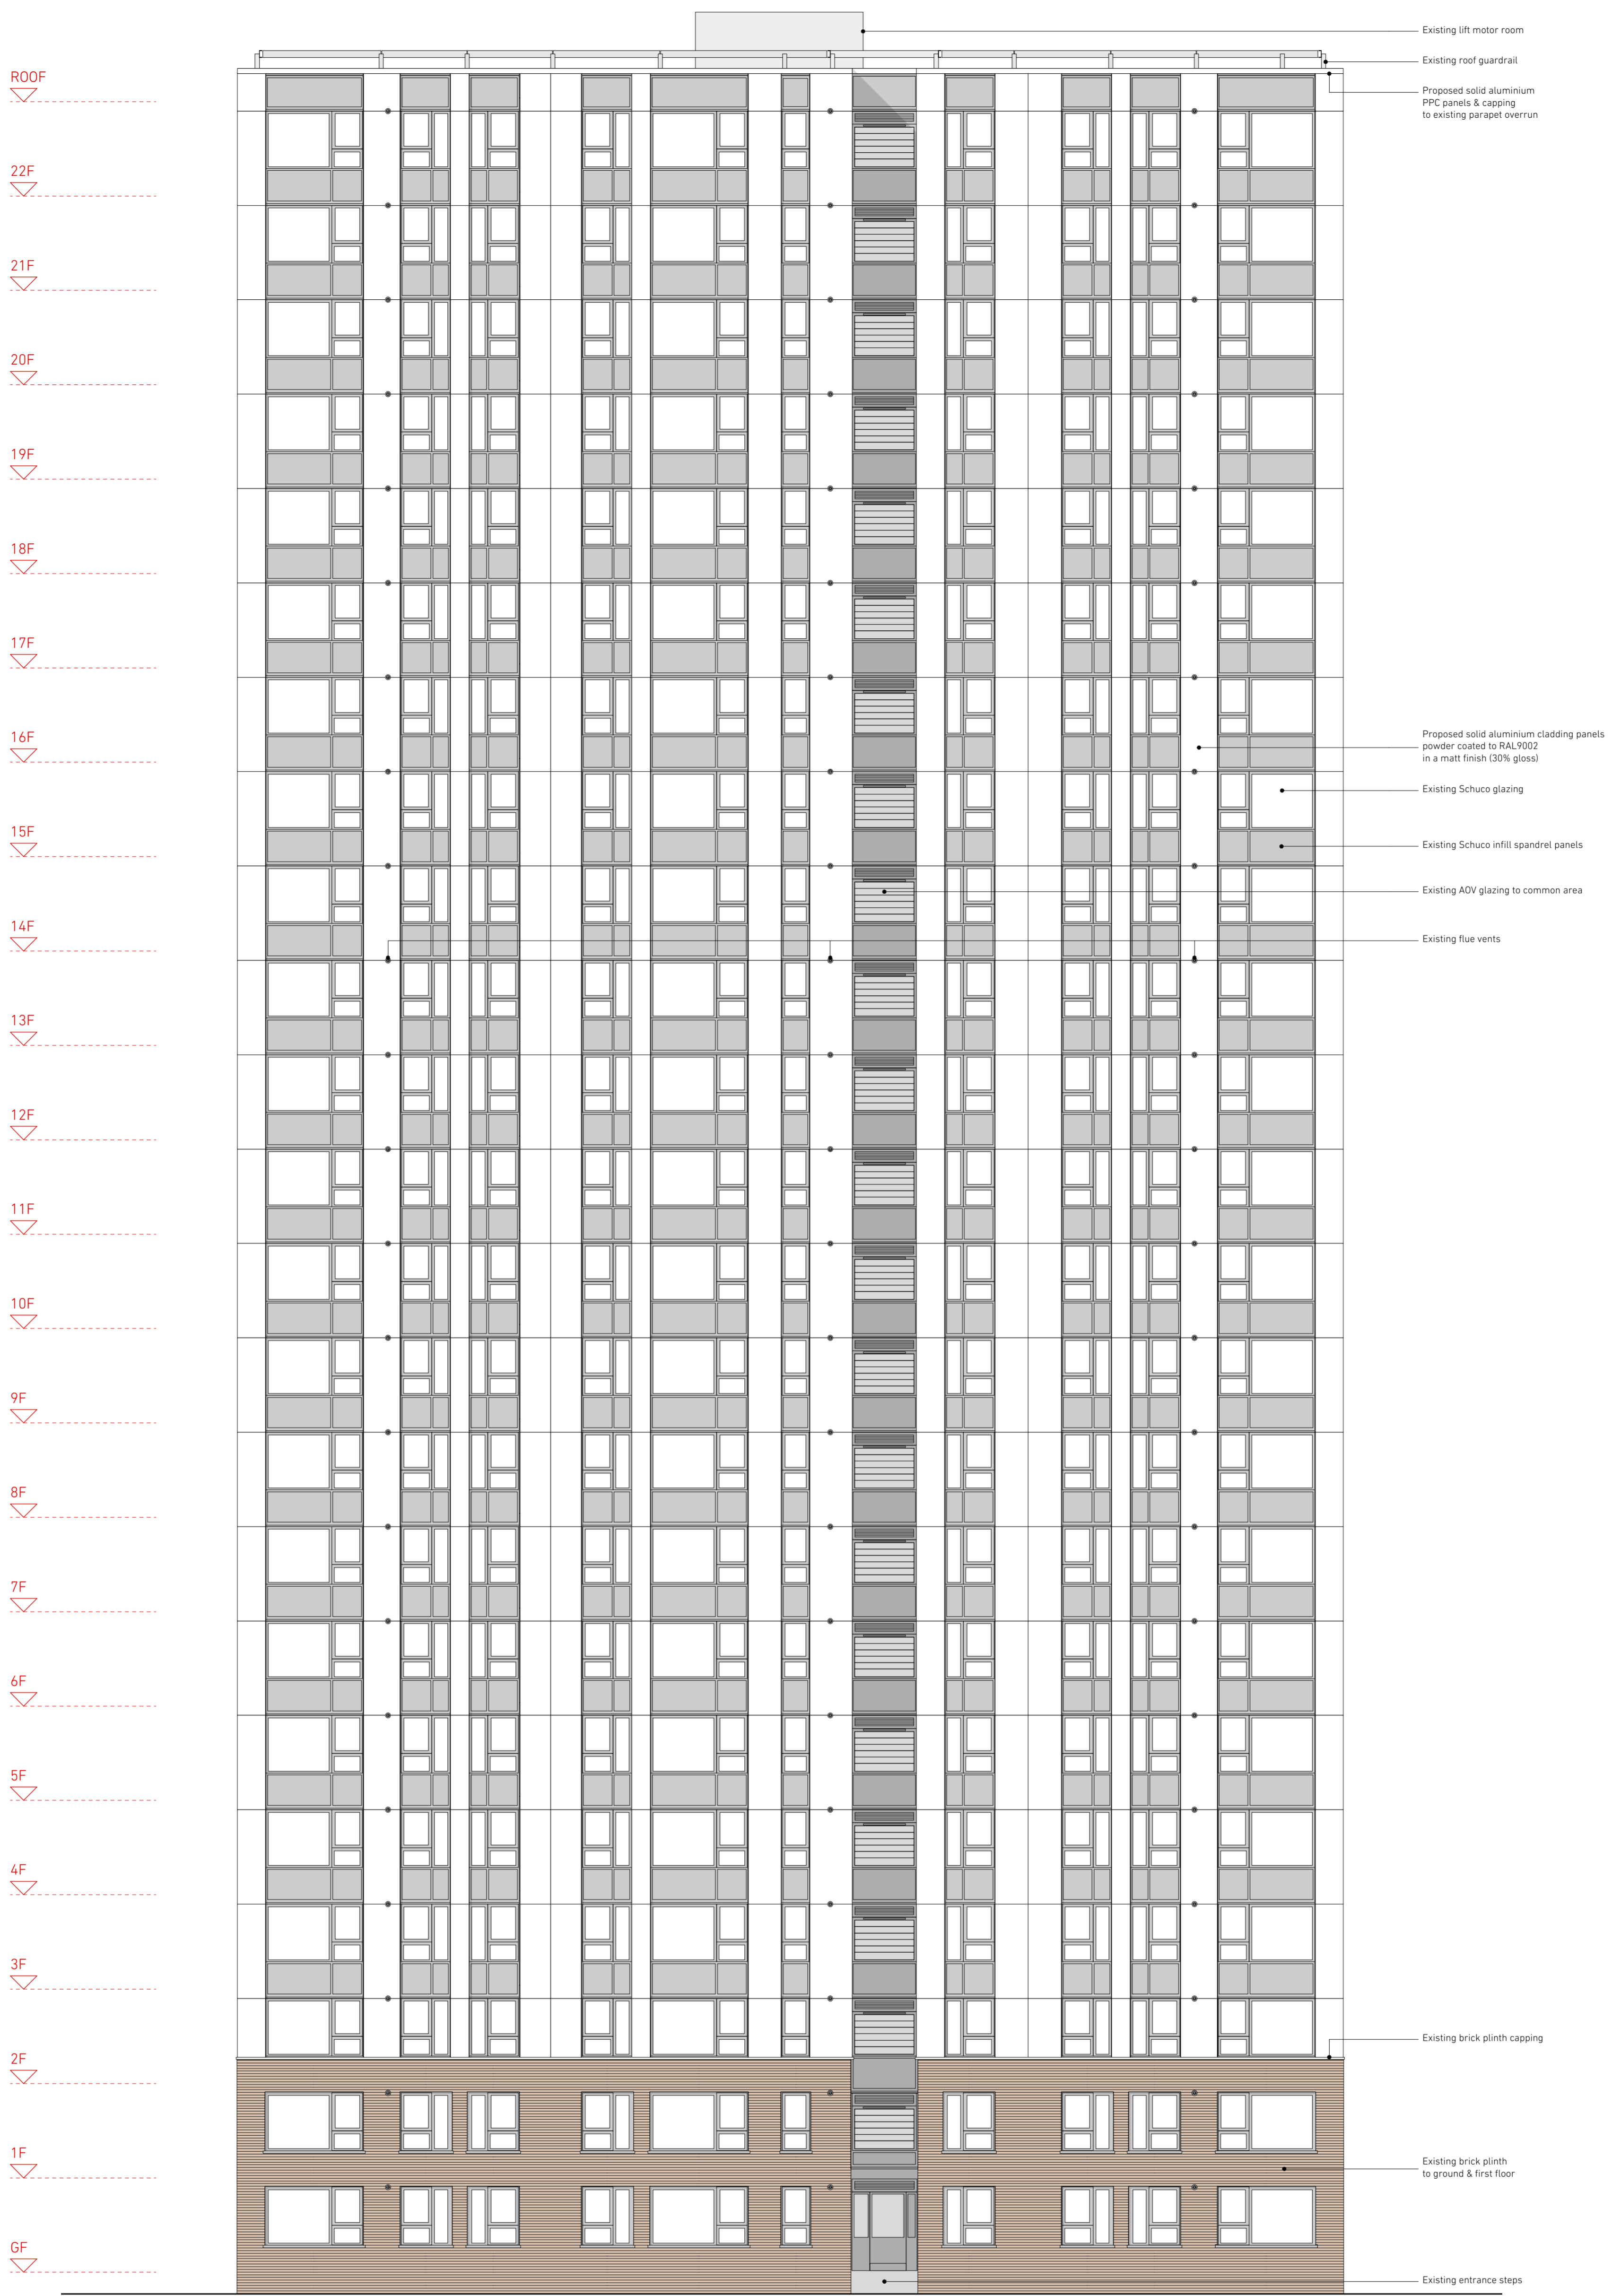 Existing lift motor room
Existing roof guardrail
ROOF
Proposed solid aluminium
PPC panels & capping
to existing parapet overrun
22F
21F
20F
19F
18F
17F
16F
Proposed solid aluminium cladding panels
powder coated to RAL9002
in a matt finish (30% gloss)
Existing Schuco glazing
15F
Existing Schuco infill spandrel panels
Existing AOV glazing to common area
14F
Existing flue vents
13F
12F
11F
10F
9F
8F
7F
6F
5F
4F
3F
Existing brick plinth capping
2F
1F
Existing brick plinth
to ground & first floor
GF
Existing entrance steps